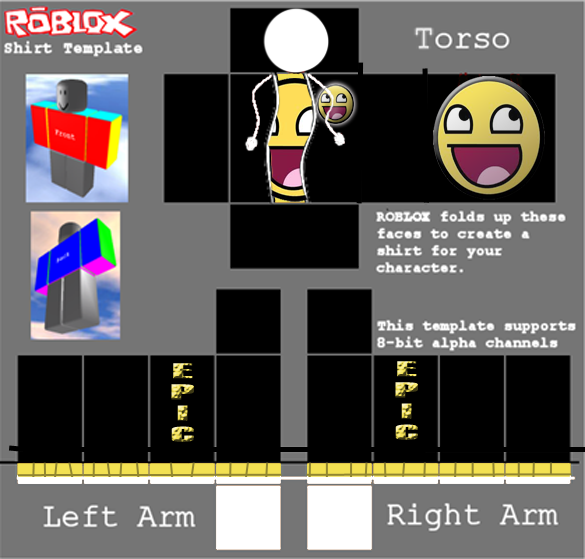 ROBLOX
Shirt Template
Torso
Front
Back
ROBLOX folds up these
faces to create a
shirt for your
character.
This template supports
8-bit alpha channels
EPIC
EPIC
Left Arm
Right Arm